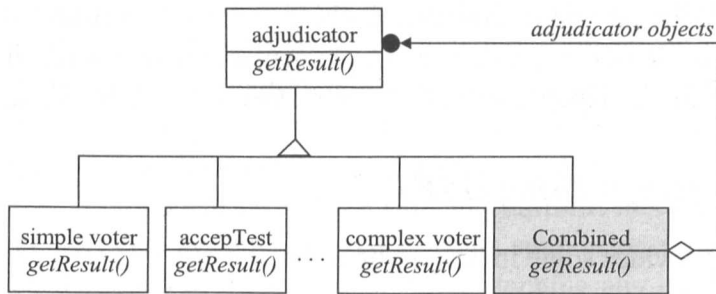 adjudicator
getResult()
adjudicator objects
simple voter
getResult()
accepTest
getResult()
...
complex voter
getResult()
Combined
getResult()